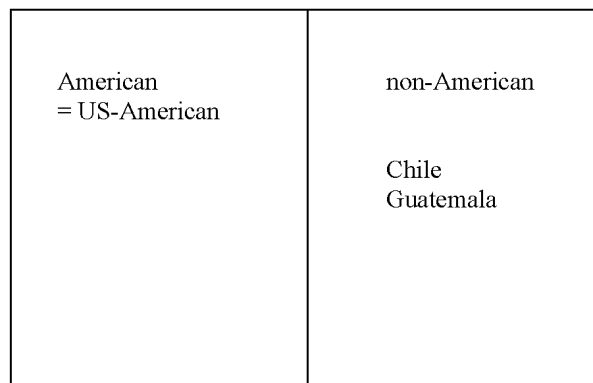 American
= US-American
non-American
Chile
Guatemala